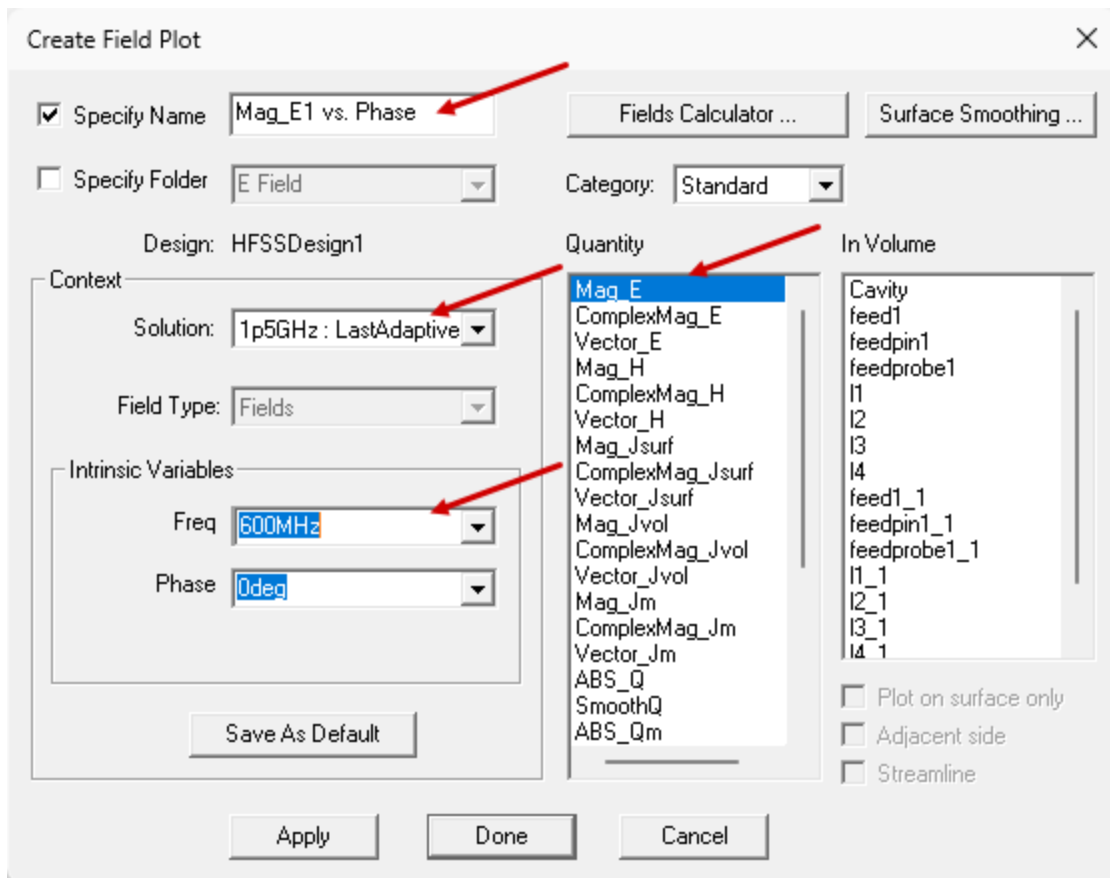 Create Field Plot
Specify Name
Mag_E1 vs. Phase
Fields Calculator ...
Surface Smoothing ...
Specify Folder
E Field
Category:
Standard
Design:
HFSSDesign1
Context
Solution:
1p5GHz : LastAdaptive
Field Type:
Fields
Intrinsic Variables
Freq
600MHz
Phase
0deg
Save As Default
Quantity
Mag_E
ComplexMag_E
Vector_E
Mag_H
ComplexMag_H
Vector_H
Mag_Jsurf
ComplexMag_Jsurf
Vector_Jsurf
Mag_Jvol
ComplexMag_Jvol
Vector_Jvol
Mag_Jm
ComplexMag_Jm
Vector_Jm
ABS_Q
SmoothQ
ABS_Qm
In Volume
Cavity
feed1
feedpin1
feedprobe1
l1
l2
l3
l4
feed1_1
feedpin1_1
feedprobe1_1
l1_1
l2_1
l3_1
l4_1
Plot on surface only
Adjacent side
Streamline
Apply
Done
Cancel